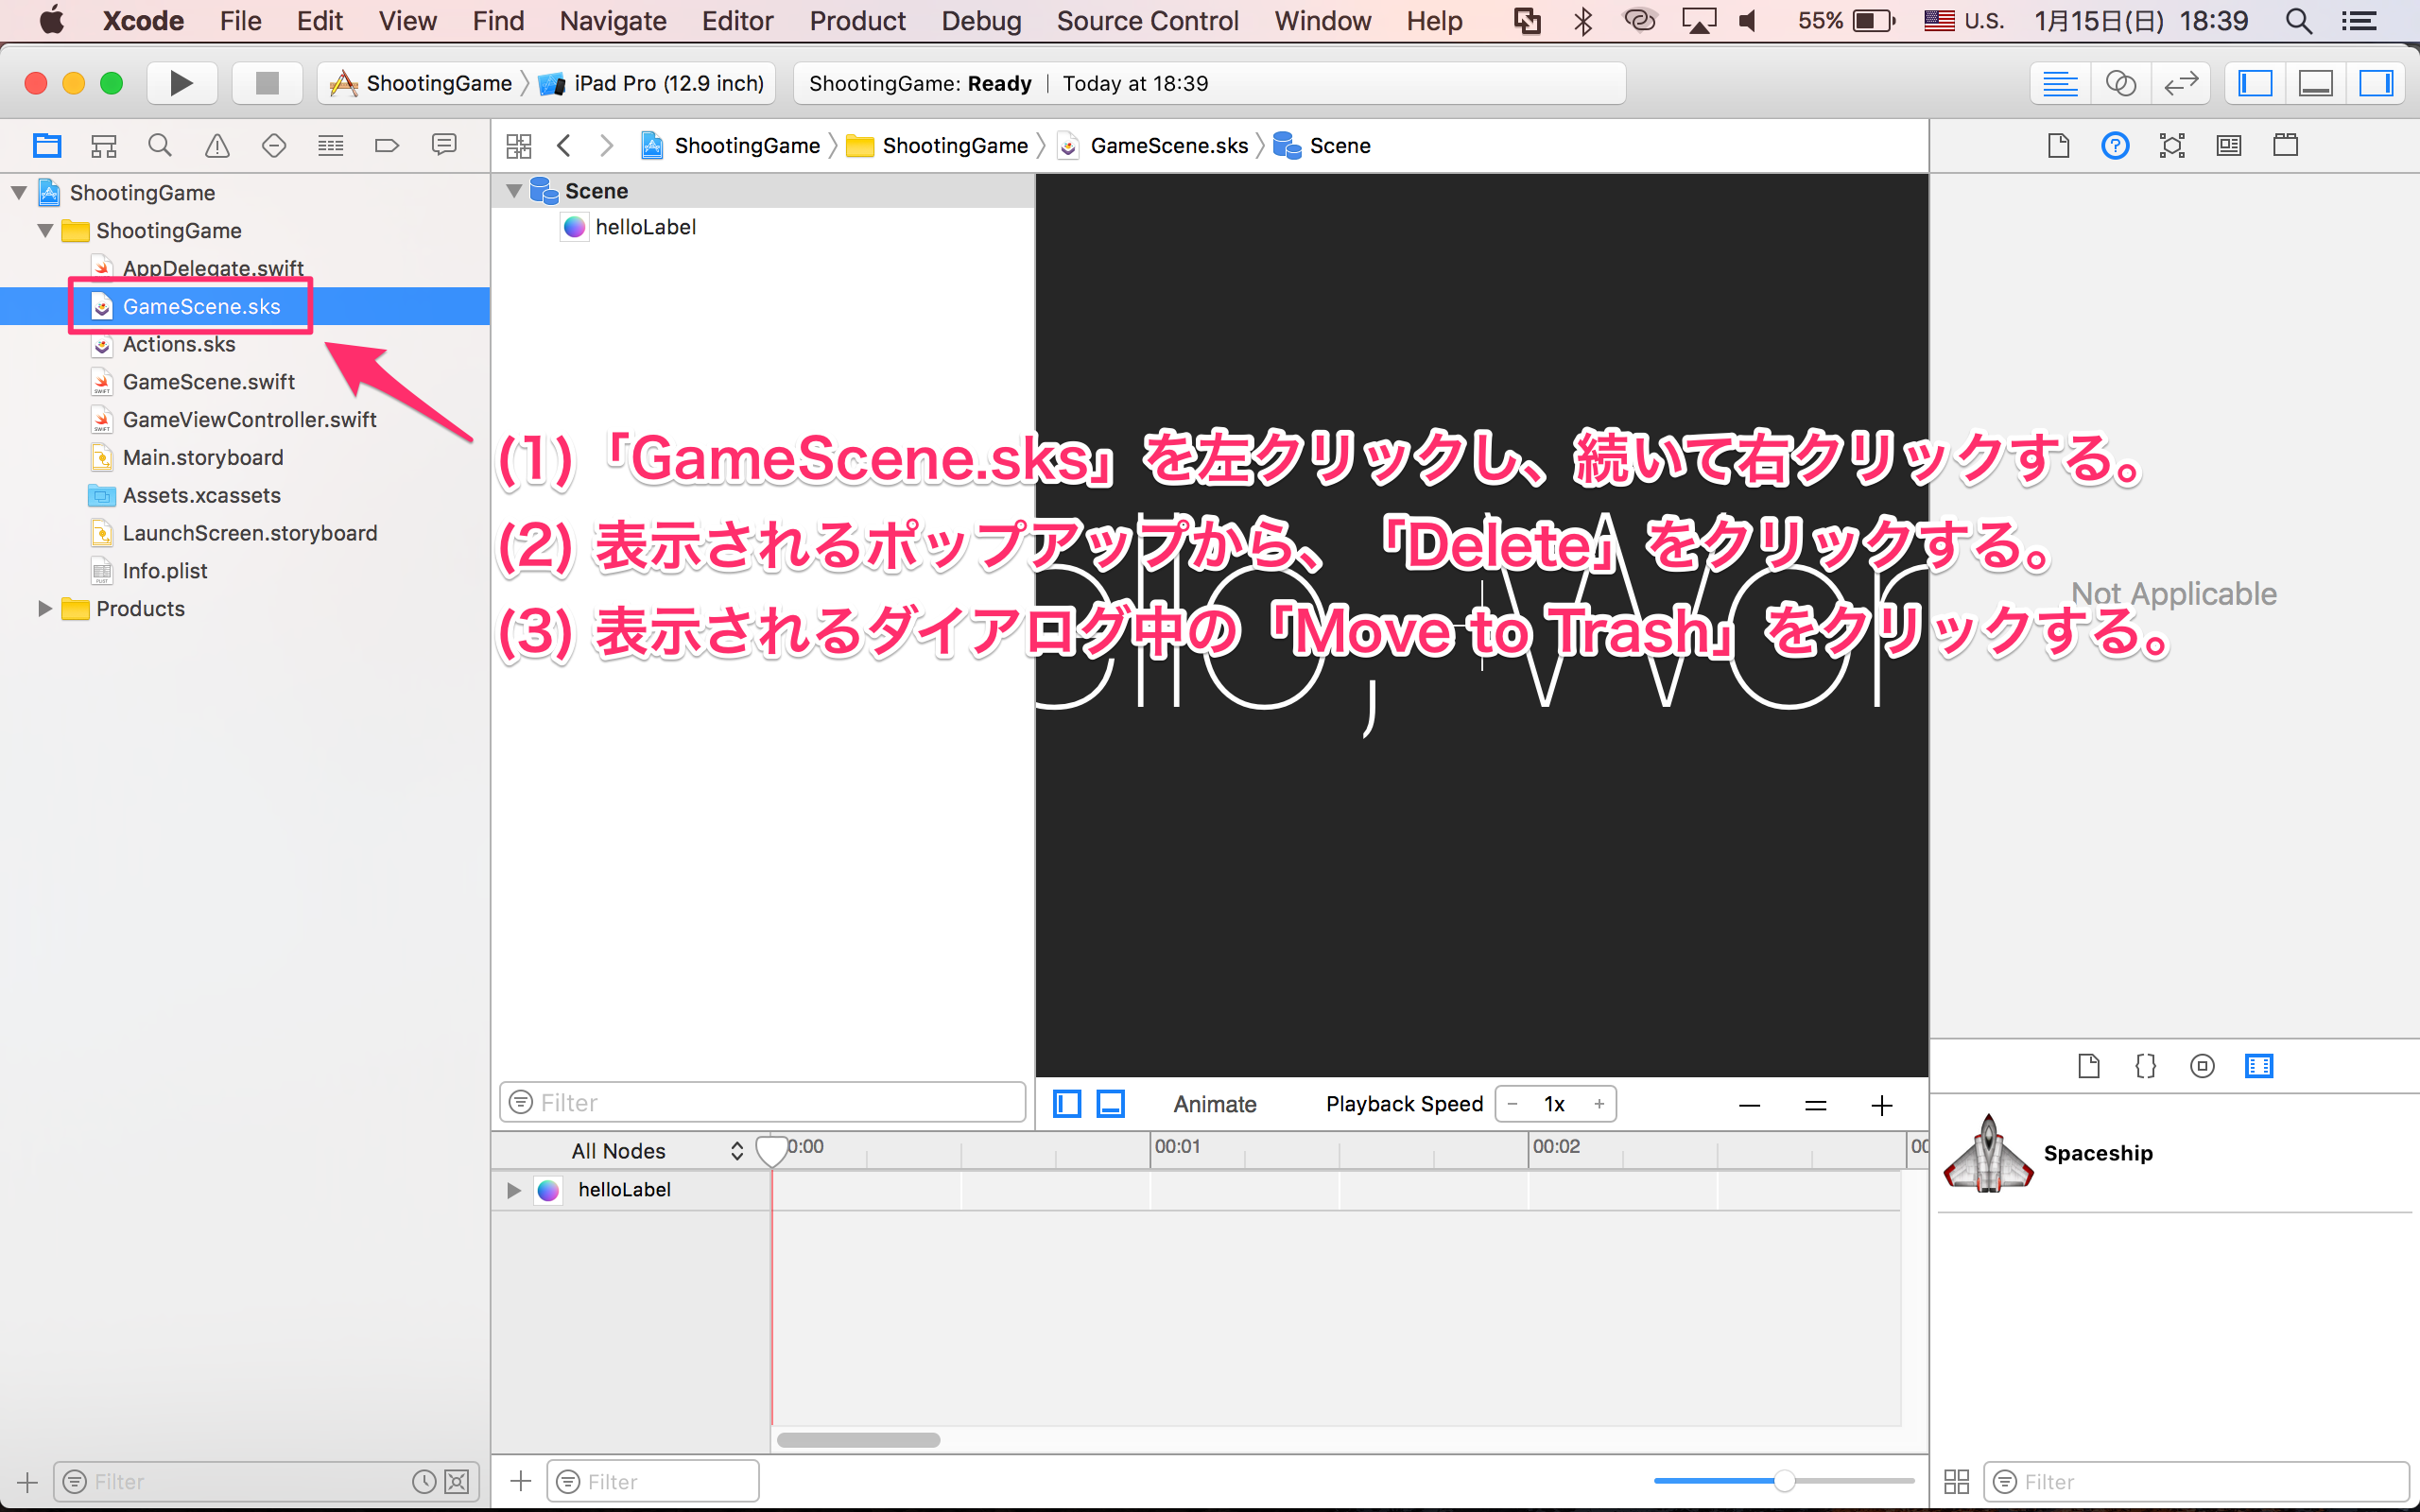 Xcode File Edit View Find Navigate Editor Product Debug Source Control Window Help 55% U.S. 1月15日(日) 18:39
ShootingGame iPad Pro (12.9 inch) ShootingGame: Ready Today at 18:39
ShootingGame ShootingGame GameScene.sks Scene
ShootingGame
ShootingGame
AppDelegate.swift
GameScene.sks
Actions.sks
GameScene.swift
GameViewController.swift
Main.storyboard
Assets.xcassets
LaunchScreen.storyboard
Info.plist
Products
Scene
helloLabel
(1)「GameScene.sks」を左クリックし、続いて右クリックする。
(2) 表示されるポップアップから、「Delete」をクリックする。
(3) 表示されるダイアログ中の「Move to Trash」をクリックする。
Not Applicable
Filter
Animate Playback Speed 1x
All Nodes 0:00 00:01 00:02 00
helloLabel
Spaceship
Filter
Filter
Filter